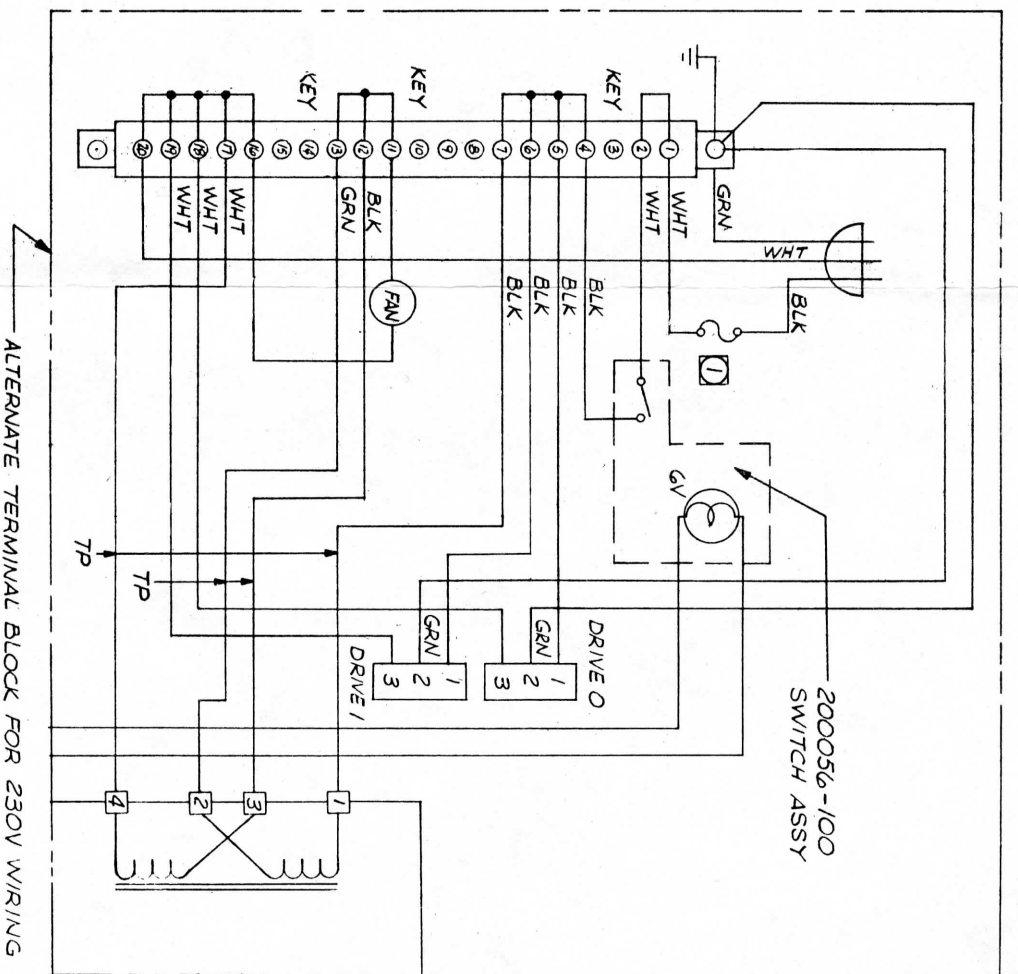 KEY
KEY
KEY
20
19
18
17
16
15
14
13
12
11
10
9
8
7
6
5
4
3
2
1
WHT
WHT
WHT
GRN
BLK
WHT
WHT
GRN
WHT
BLK
BLK
BLK
BLK
BLK
FAN
1
6V
200056-100
SWITCH ASSY
TP
TP
GRN
GRN
DRIVE 0
1
2
3
DRIVE 1
1
2
3
4
2
3
1
ALTERNATE TERMINAL BLOCK FOR 230V WIRING